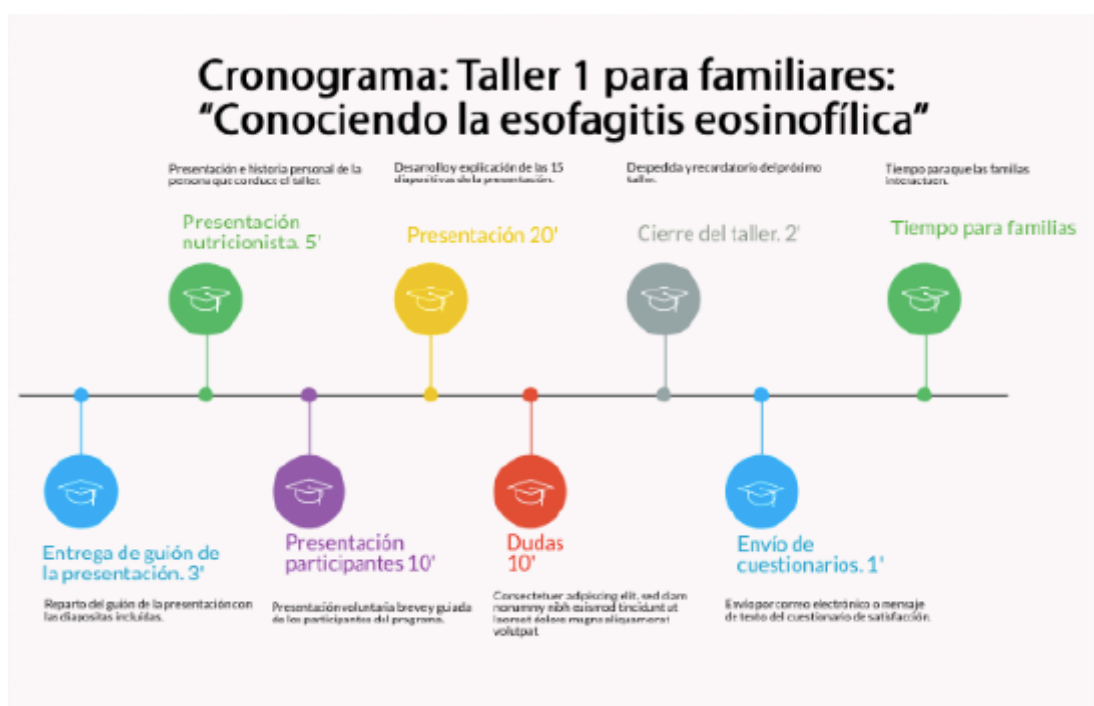 Cronograma: Taller 1 para familiares:
“Conociendo la esofagitis eosinofílica”
Presentación e historia personal de la
persona que conduce el taller.
Desarrollo y explicación de las 15
diapositivas de la presentación.
Despedida y recordatorio del próximo
taller.
Tiempo para que las familias
interactuen.
Presentación
nutricionista. 5'
Presentación 20'
Cierre del taller. 2'
Tiempo para familias
Entrega de guión de
la presentación. 3'
Presentación
participantes 10'
Dudas
10'
Envío de
cuestionarios. 1'
Reparto del guión de la presentación con
las diapositas incluidas.
Presentación voluntaria breve y guiada
de los participantes del programa.
Consectetuer adipiscing elit, sed diam
nonummy nibh euismod tincidunt ut
laoreet dolore magna aliquam erat
volutpat
Envío por correo electrónico o mensaje
de texto del cuestionario de satisfacción.